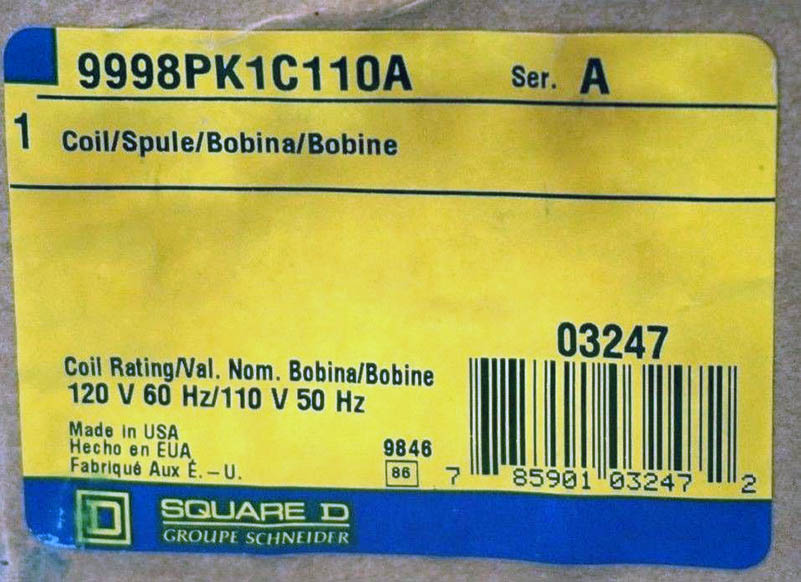 9998PK1C110A Ser. A
1 Coil/Spule/Bobina/Bobine
03247
Coil Rating/Val. Nom. Bobina/Bobine
120 V 60 Hz/110 V 50 Hz
Made in USA
Hecho en EUA
Fabriqué Aux É.-U.
9846
86
7 85901 03247 2
D
SQUARE D
GROUPE SCHNEIDER